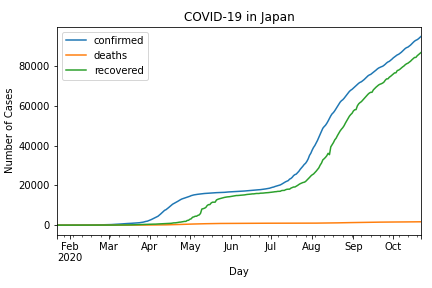 COVID-19 in Japan
confirmed
deaths
recovered
Number of Cases
80000
60000
40000
20000
0
Feb Mar Apr May Jun Jul Aug Sep Oct
2020
Day